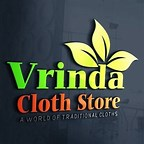 Vrinda
Cloth Store
A WORLD OF TRADITIONAL CLOTHS